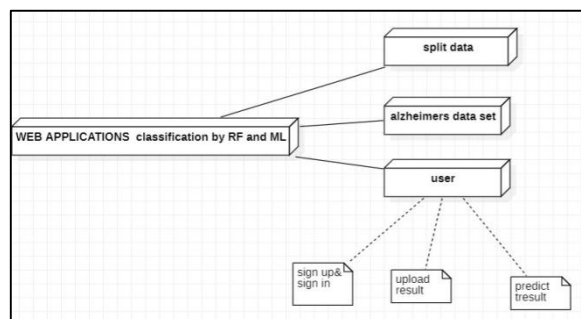 split data
alzheimers data set
WEB APPLICATIONS classification by RF and ML
user
sign up&
sign in
upload
result
predict
tresult